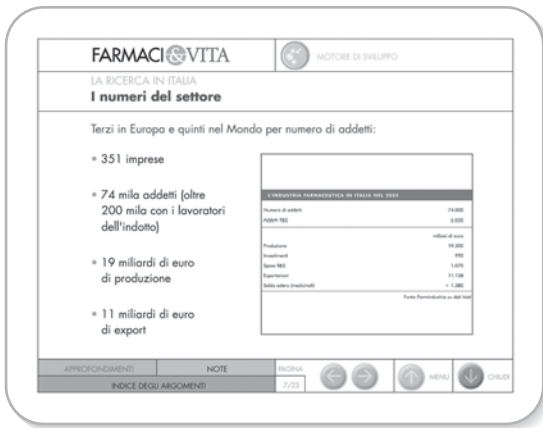 FARMACI&VITA
MOTORE DI SVILUPPO
LA RICERCA IN ITALIA
I numeri del settore
Terzi in Europa e quinti nel Mondo per numero di addetti:
• 351 imprese
• 74 mila addetti (oltre
200 mila con i lavoratori
dell'indotto)
• 19 miliardi di euro
di produzione
• 11 miliardi di euro
di export
L'INDUSTRIA FARMACEUTICA IN ITALIA NEL 2005
Numero di addetti 74.000
Addetti R&S 6.020
milioni di euro
Produzione 19.300
Investimenti 990
Spese R&S 1.070
Esportazioni 11.128
Saldo estero (medicinali) + 1.380
Fonte Farmindustria su dati Istat
APPROFONDIMENTI
NOTE
INDICE DEGLI ARGOMENTI
PAGINA
7/23
MENU
CHIUDI